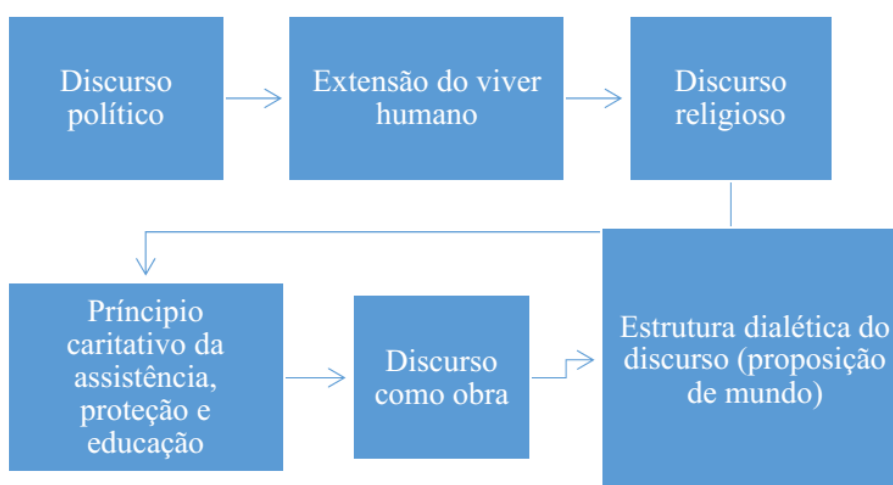 Discurso
político
Extensão do viver
humano
Discurso
religioso
Príncipio
caritativo da
assistência,
proteção e
educação
Discurso
como obra
Estrutura dialética do
discurso (proposição
de mundo)